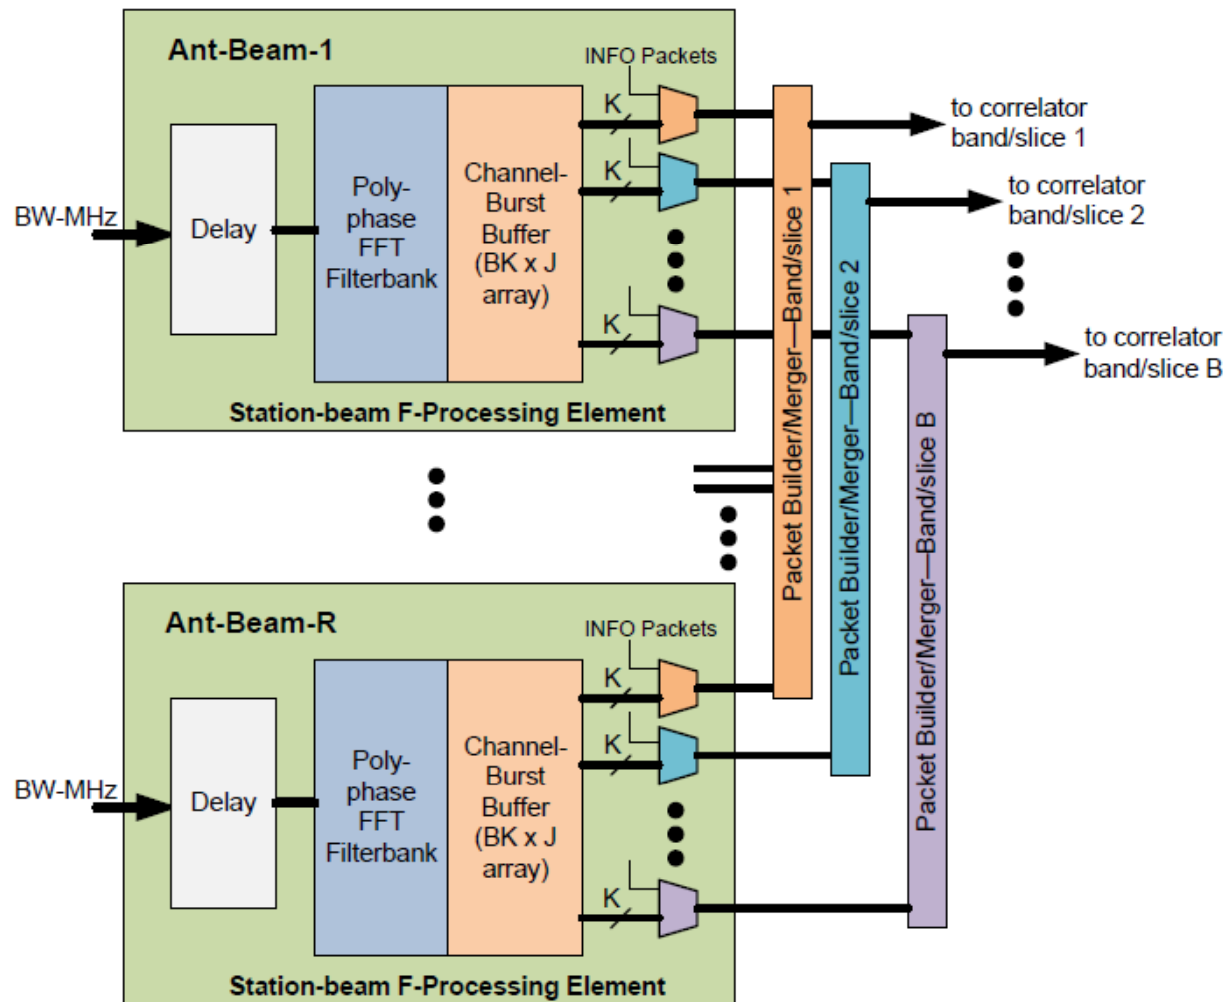 Ant-Beam-1
INFO Packets
BW-MHz
Delay
Poly-
phase
FFT
Filterbank
Channel-
Burst
Buffer
(BK x J
array)
K
K
K
Station-beam F-Processing Element
Packet Builder/Merger—Band/slice 1
Packet Builder/Merger—Band/slice 2
Packet Builder/Merger—Band/slice B
to correlator
band/slice 1
to correlator
band/slice 2
to correlator
band/slice B
Ant-Beam-R
INFO Packets
BW-MHz
Delay
Poly-
phase
FFT
Filterbank
Channel-
Burst
Buffer
(BK x J
array)
K
K
K
Station-beam F-Processing Element